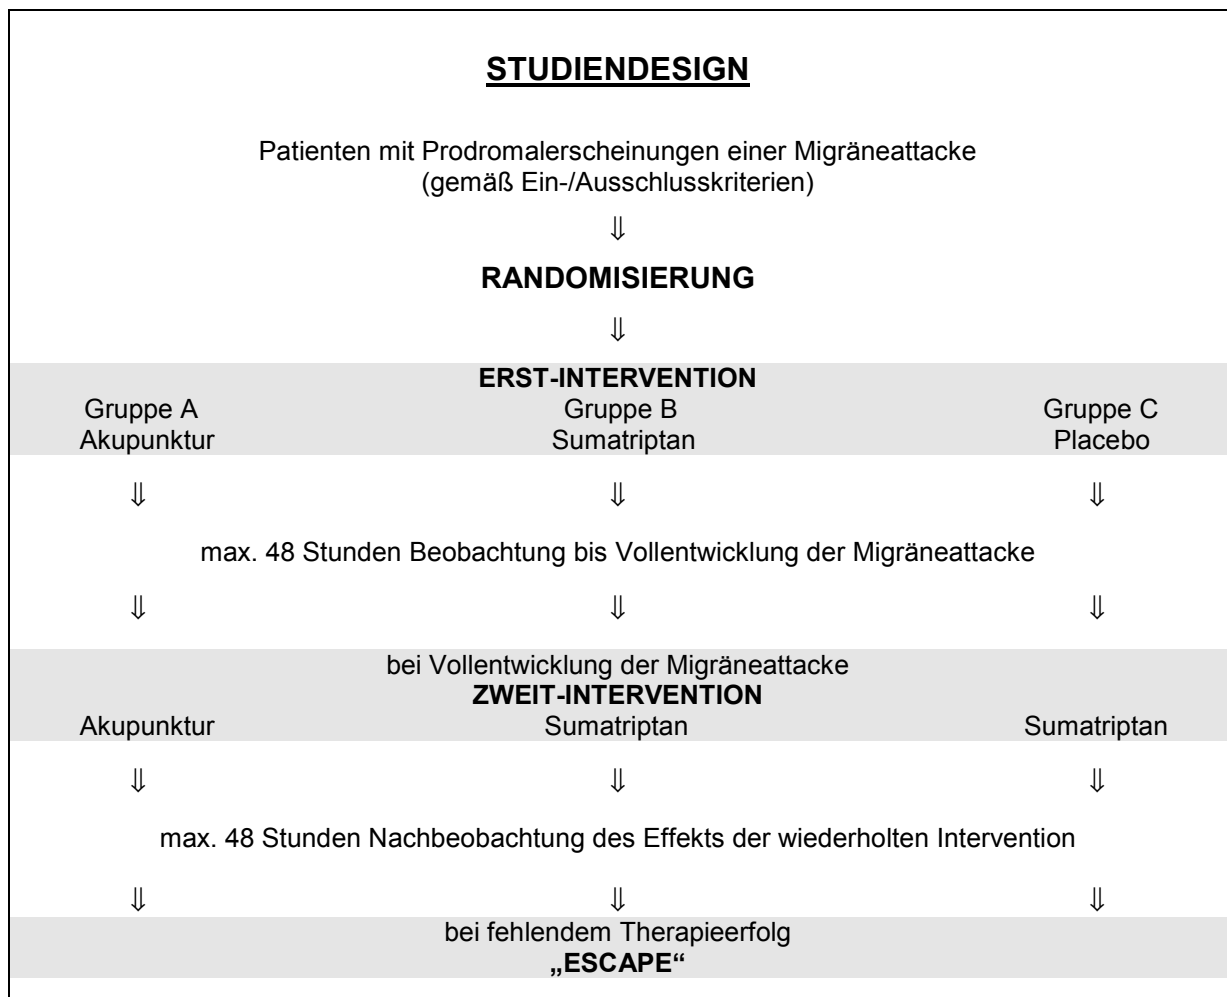 STUDIENDESIGN
Patienten mit Prodromalerscheinungen einer Migräneattacke
(gemäß Ein-/Ausschlusskriterien)
⇓
RANDOMISIERUNG
⇓
ERST-INTERVENTION
Gruppe A Gruppe B Gruppe C
Akupunktur Sumatriptan Placebo
⇓ ⇓ ⇓
max. 48 Stunden Beobachtung bis Vollentwicklung der Migräneattacke
⇓ ⇓ ⇓
bei Vollentwicklung der Migräneattacke
ZWEIT-INTERVENTION
Akupunktur Sumatriptan Sumatriptan
⇓ ⇓ ⇓
max. 48 Stunden Nachbeobachtung des Effekts der wiederholten Intervention
⇓ ⇓ ⇓
bei fehlendem Therapieerfolg
„ESCAPE“